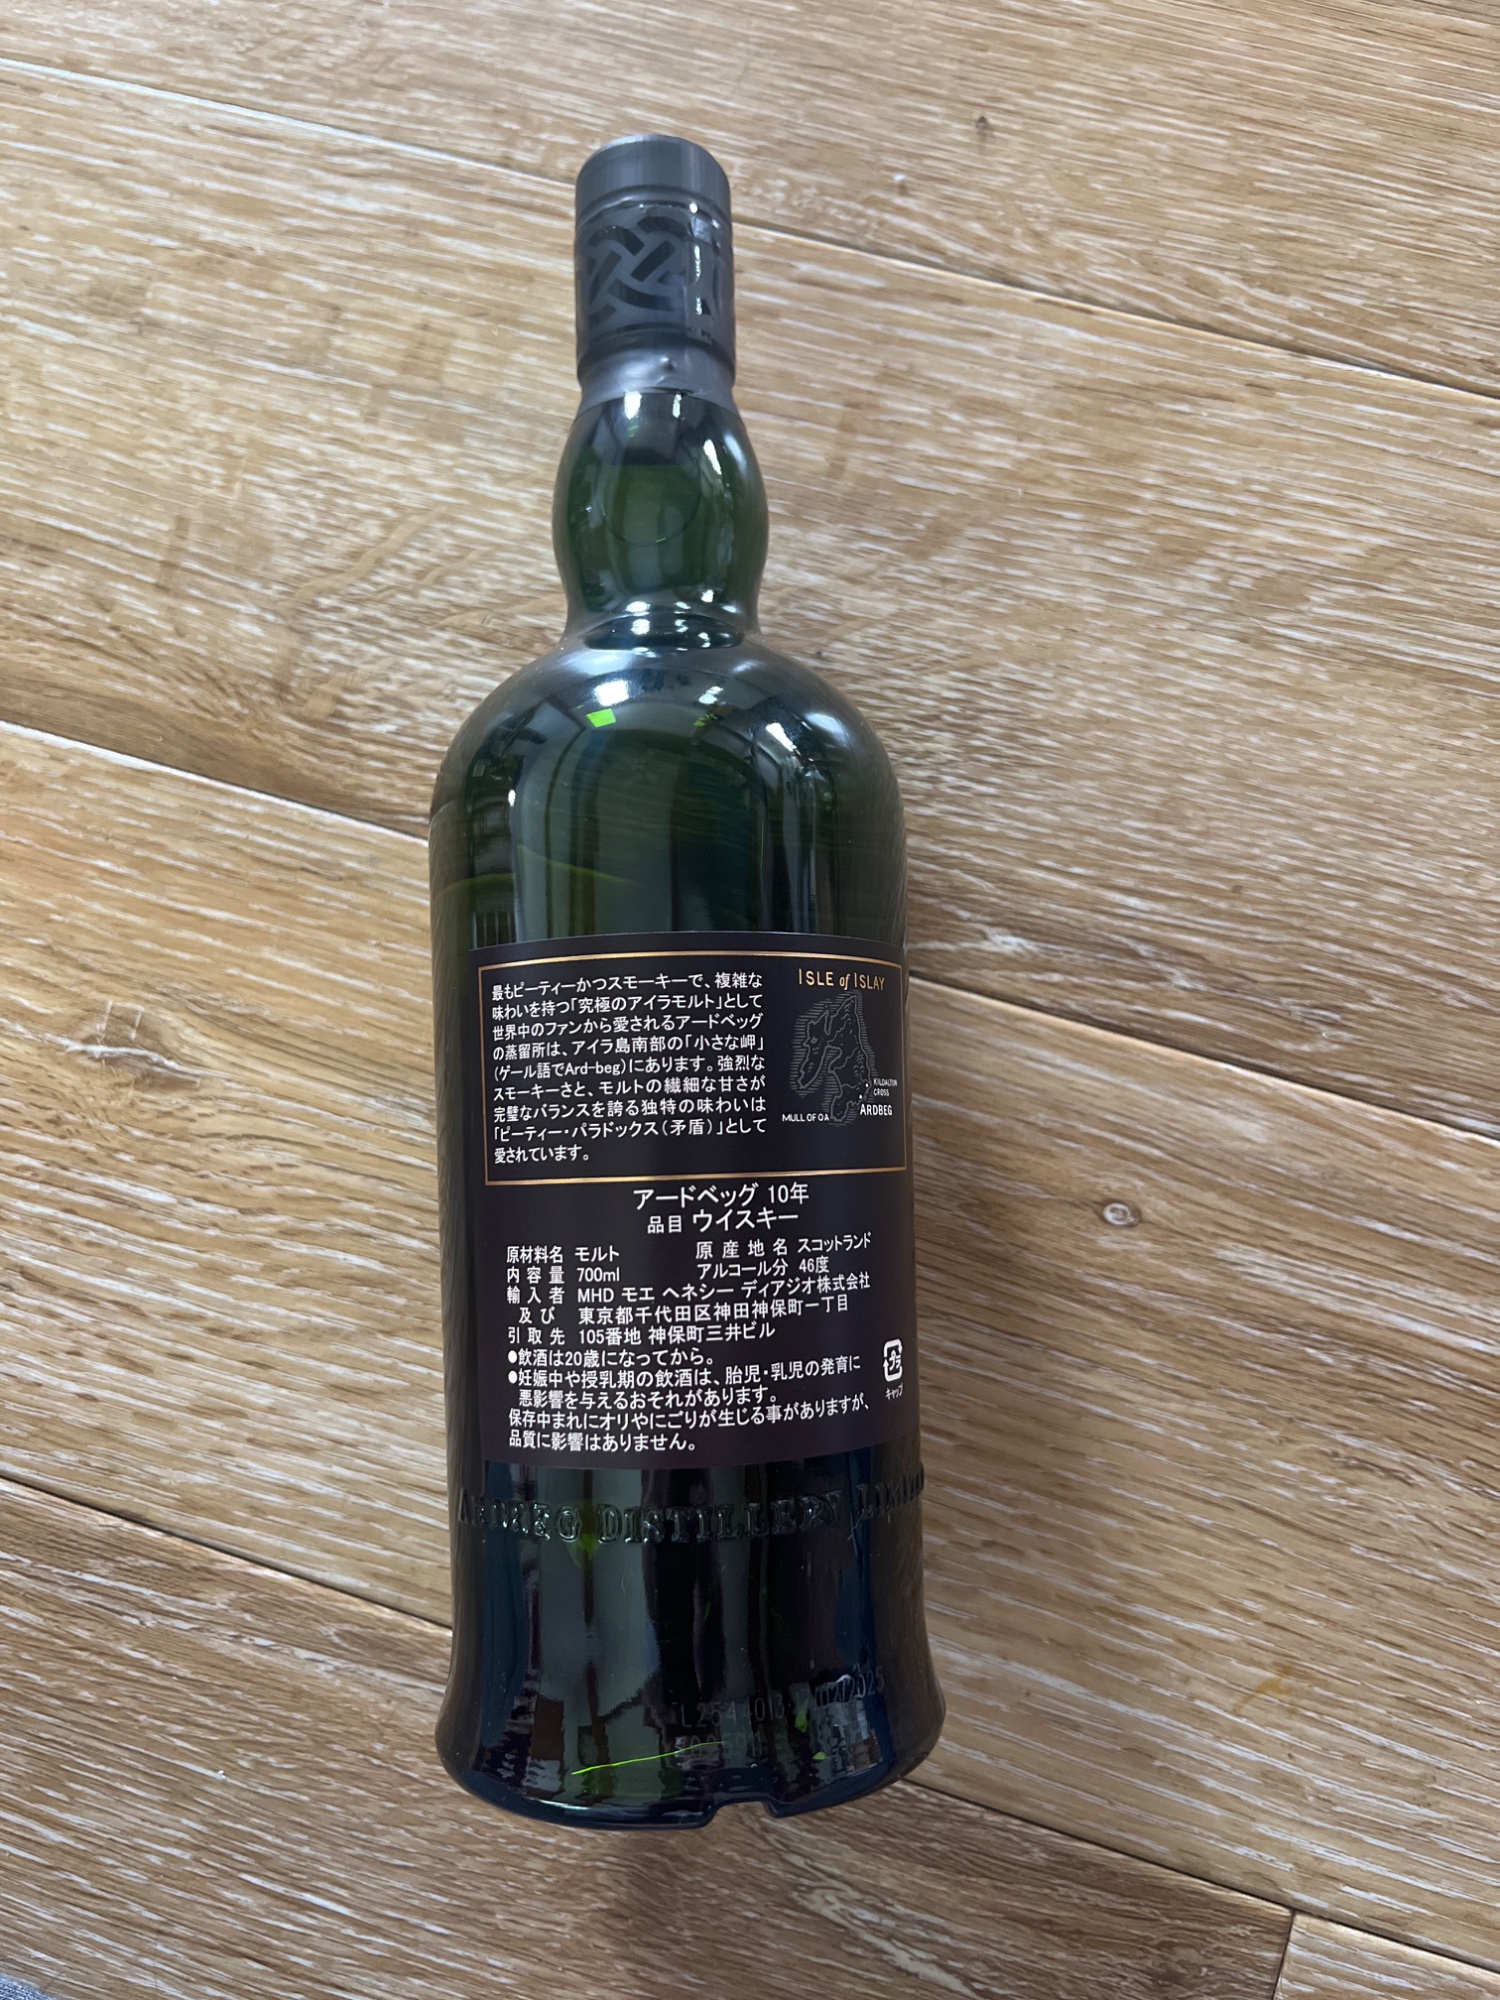 最もピーティーかつスモーキーで、複雑な
味わいを持つ「究極のアイラモルト」として
世界中のファンから愛されるアードベッグ
の蒸留所は、アイラ島南部の「小さな岬」
(ゲール語でArd-beg)にあります。強烈な
スモーキーさと、モルトの繊細な甘さが
完璧なバランスを誇る独特の味わいは
「ピーティー・パラドックス(矛盾)」として
愛されています。
ISLE of ISLAY
KILDALTON
CROSS
ARDBEG
MULL OF OA
アードベッグ 10年
品目 ウイスキー
原材料名 モルト 原産地名 スコットランド
内容量 700ml アルコール分 46度
輸入者 MHD モエ ヘネシー ディアジオ株式会社
及び 東京都千代田区神田神保町一丁目
引取先 105番地 神保町三井ビル
●飲酒は20歳になってから。
●妊娠中や授乳期の飲酒は、胎児・乳児の発育に
悪影響を与えるおそれがあります。
保存中まれにオリやにごりが生じる事がありますが、
品質に影響はありません。
プラ
キャップ
ARDBEG DISTILLERY LIMITED